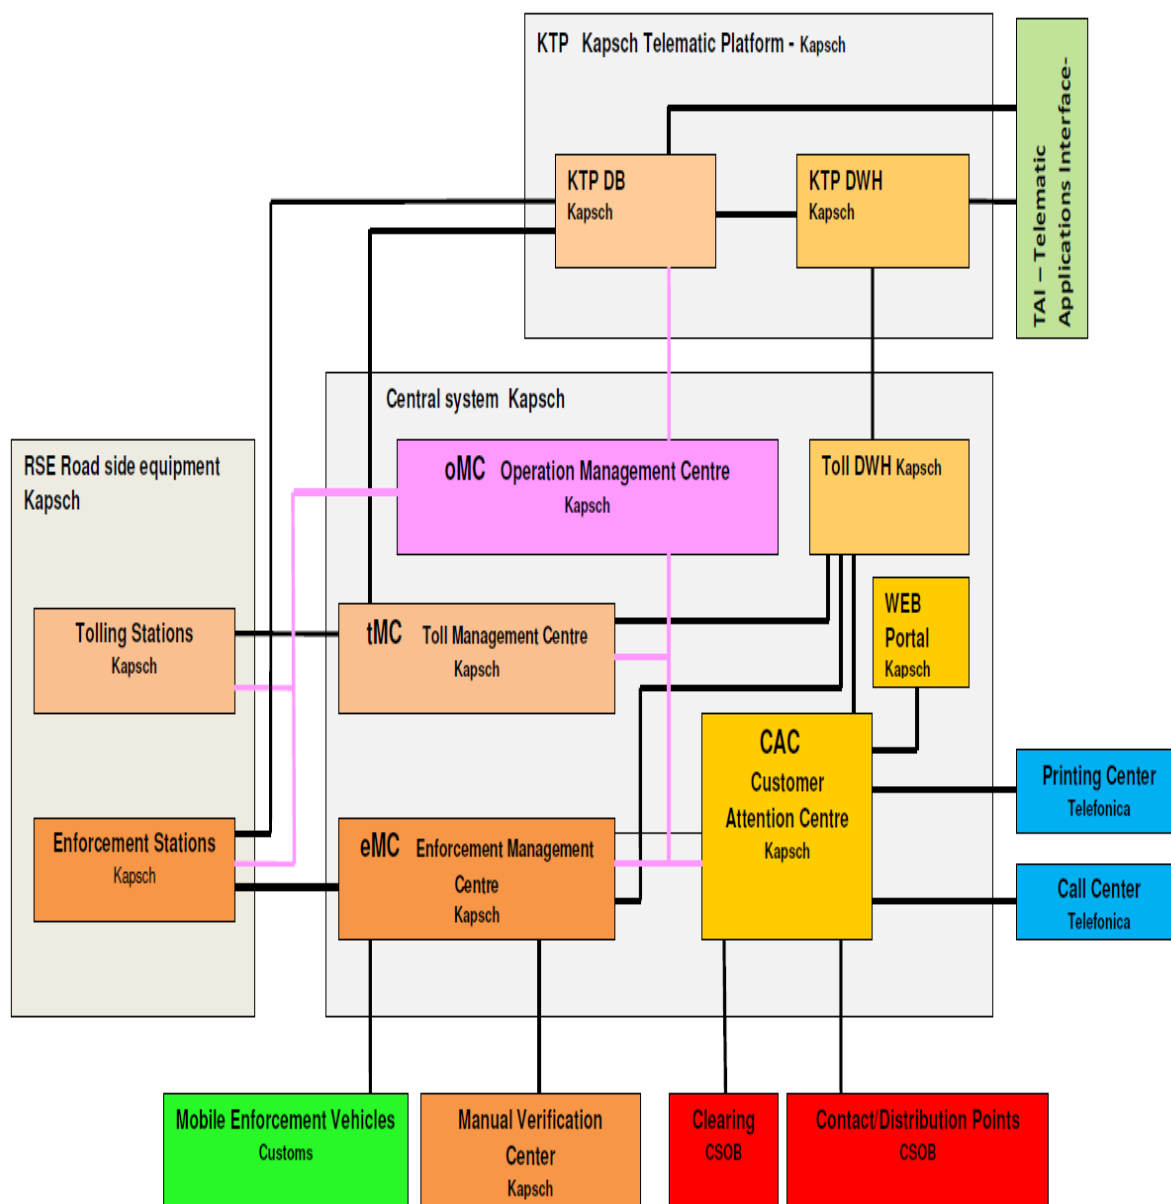 KTP Kapsch Telematic Platform - Kapsch
TAI – Telematic
Applications Interface-
KTP DB
Kapsch
KTP DWH
Kapsch
Central system Kapsch
RSE Road side equipment
Kapsch
oMC Operation Management Centre
Kapsch
Toll DWH Kapsch
WEB
Portal
Kapsch
Tolling Stations
Kapsch
tMC Toll Management Centre
Kapsch
CAC
Customer
Attention Centre
Kapsch
Printing Center
Telefonica
Enforcement Stations
Kapsch
eMC Enforcement Management
Centre
Kapsch
Call Center
Telefonica
Mobile Enforcement Vehicles
Customs
Manual Verification
Center
Kapsch
Clearing
CSOB
Contact/Distribution Points
CSOB